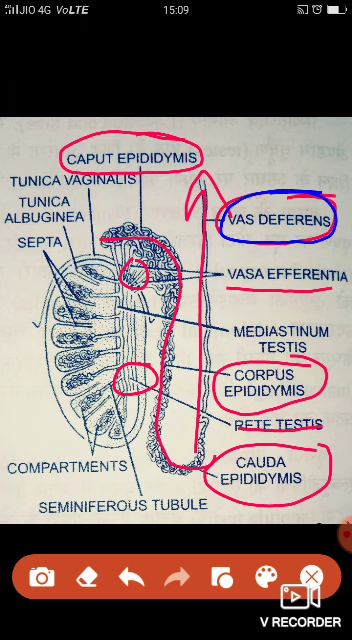 JIO 4G VoLTE 15:09
CAPUT EPIDIDYMIS
TUNICA VAGINALIS
TUNICA
ALBUGINEA
SEPTA
VAS DEFERENS
VASA EFFERENTIA
MEDIASTINUM
TESTIS
CORPUS
EPIDIDYMIS
RETE TESTIS
CAUDA
EPIDIDYMIS
COMPARTMENTS
SEMINIFEROUS TUBULE
V RECORDER